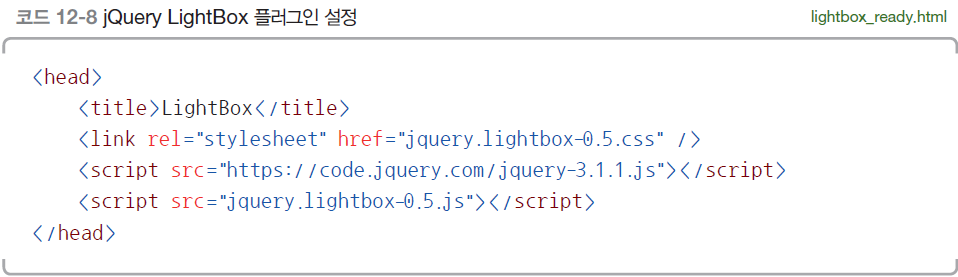 코드 12-8 jQuery LightBox 플러그인 설정
lightbox_ready.html
<head>
    <title>LightBox</title>
    <link rel="stylesheet" href="jquery.lightbox-0.5.css" />
    <script src="https://code.jquery.com/jquery-3.1.1.js"></script>
    <script src="jquery.lightbox-0.5.js"></script>
</head>